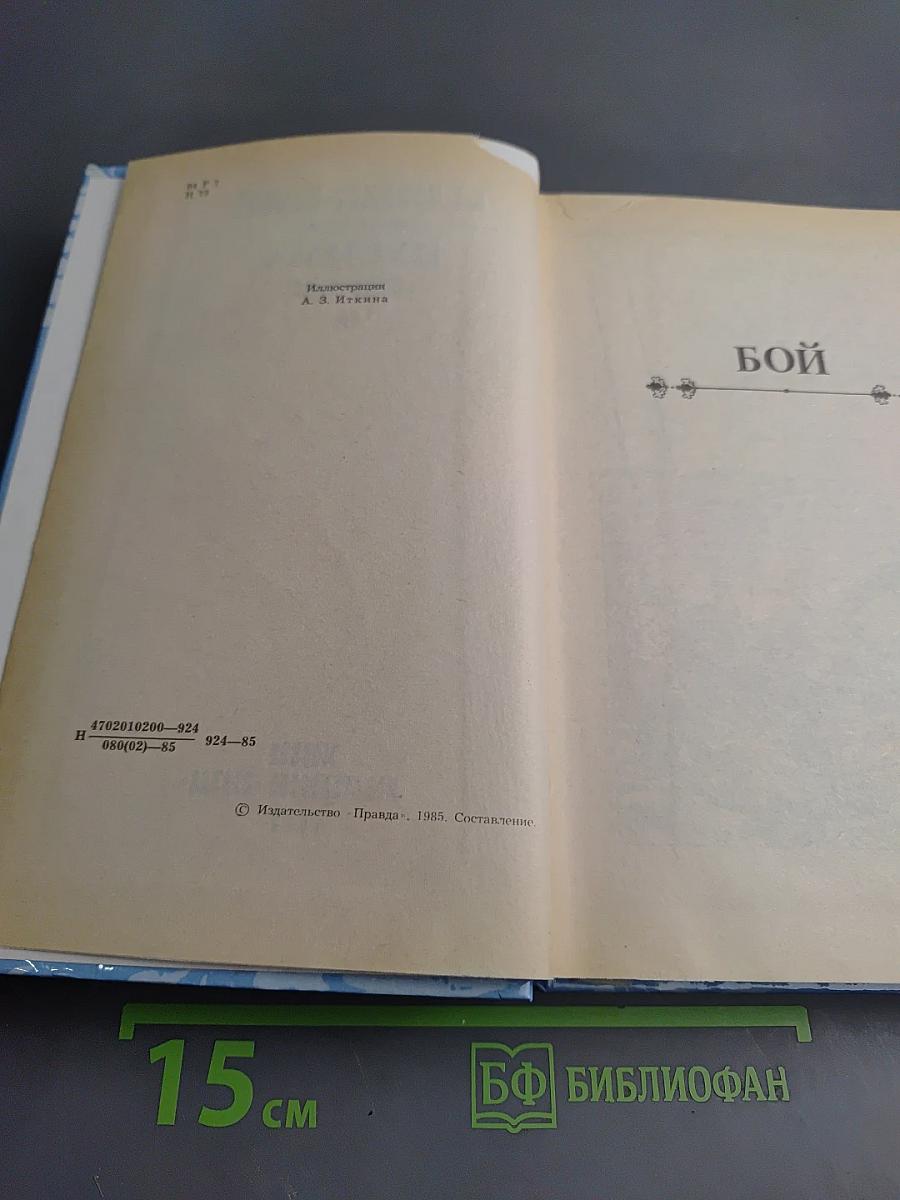 Иллюстрации
А. З. Иткина
Н 4702010200—924
080(02)—85
924—85
© Издательство «Правда», 1985. Составление.
БОЙ
15 см
БФ БИБЛИОФАН